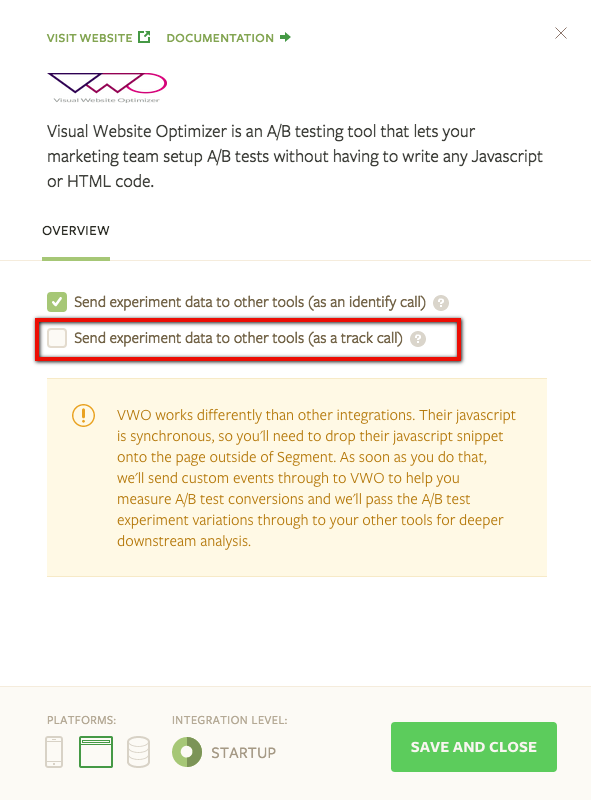 VISIT WEBSITE DOCUMENTATION
VWO
Visual Website Optimizer
Visual Website Optimizer is an A/B testing tool that lets your
marketing team setup A/B tests without having to write any Javascript
or HTML code.
OVERVIEW
Send experiment data to other tools (as an identify call) ?
Send experiment data to other tools (as a track call) ?
VWO works differently than other integrations. Their javascript
is synchronous, so you'll need to drop their javascript snippet
onto the page outside of Segment. As soon as you do that,
we'll send custom events through to VWO to help you
measure A/B test conversions and we'll pass the A/B test
experiment variations through to your other tools for deeper
downstream analysis.
PLATFORMS: INTEGRATION LEVEL:
STARTUP
SAVE AND CLOSE